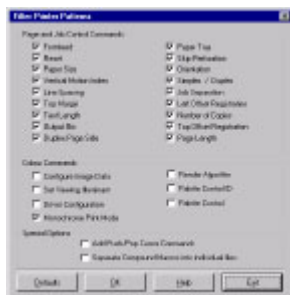 Filter Printer Patterns
Page and Job Control Commands
Formfeed
Reset
Paper Size
Vertical Motion Index
Line Spacing
Top Margin
Text Length
Output Bin
Duplex Page Side
Paper Tray
Skip Perforation
Orientation
Simplex / Duplex
Job Separation
Left Offset Registration
Number of Copies
Top Offset Registration
Page Length
Colour Commands
Configure Image Data
Set Viewing Illuminant
Driver Configuration
Monochrome Print Mode
Render Algorithm
Palette Control ID
Palette Control
Special Options
Add Push/Pop Cursor Commands
Separate Compound Macros into individual files
Defaults
OK
Help
Exit